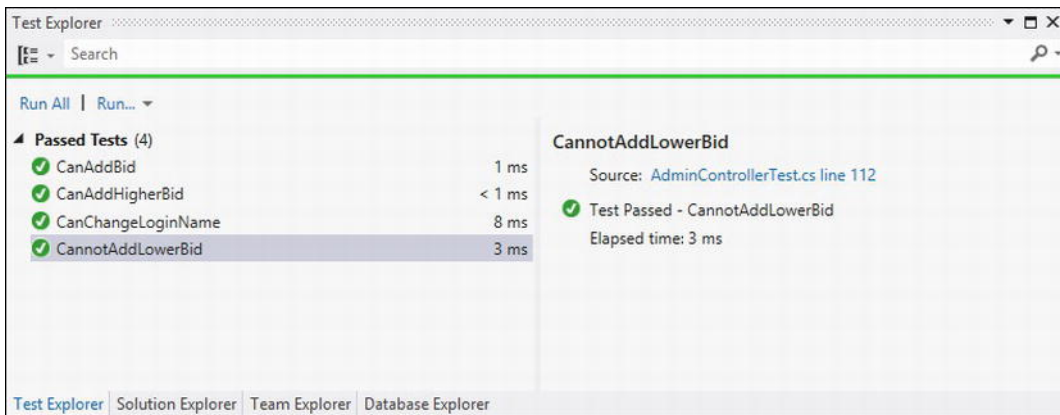 Test Explorer
Search
Run All | Run...
Passed Tests (4)
CanAddBid 1 ms
CanAddHigherBid < 1 ms
CanChangeLoginName 8 ms
CannotAddLowerBid 3 ms
CannotAddLowerBid
Source: AdminControllerTest.cs line 112
Test Passed - CannotAddLowerBid
Elapsed time: 3 ms
Test Explorer Solution Explorer Team Explorer Database Explorer